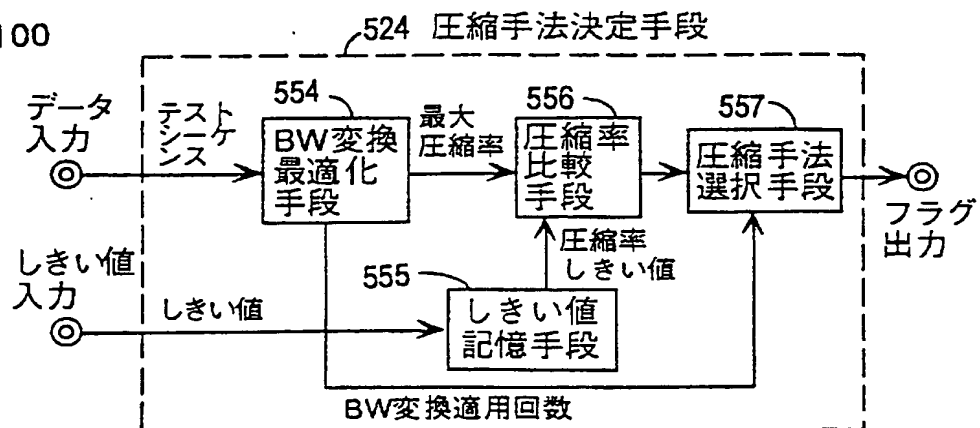 100
524 圧縮手法決定手段
データ
入力
テスト
シーケ
ンス
554
BW変換
最適化
手段
最大
圧縮率
556
圧縮率
比較
手段
557
圧縮手法
選択手段
フラグ
出力
圧縮率
しきい値
しきい値
入力
しきい値
555
しきい値
記憶手段
BW変換適用回数